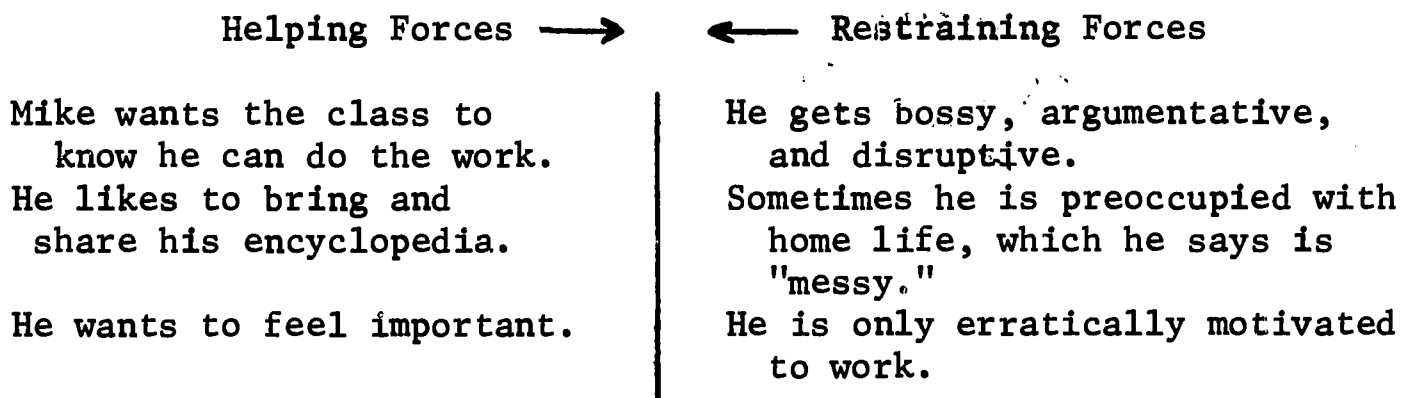 Helping Forces → ← Restraining Forces
Mike wants the class to
know he can do the work.
He likes to bring and
share his encyclopedia.
He wants to feel important.
He gets bossy, argumentative,
and disruptive.
Sometimes he is preoccupied with
home life, which he says is
"messy."
He is only erratically motivated
to work.